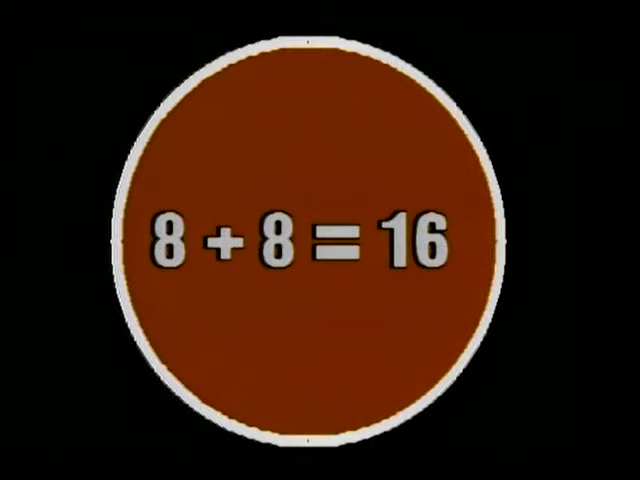 8 + 8 = 16